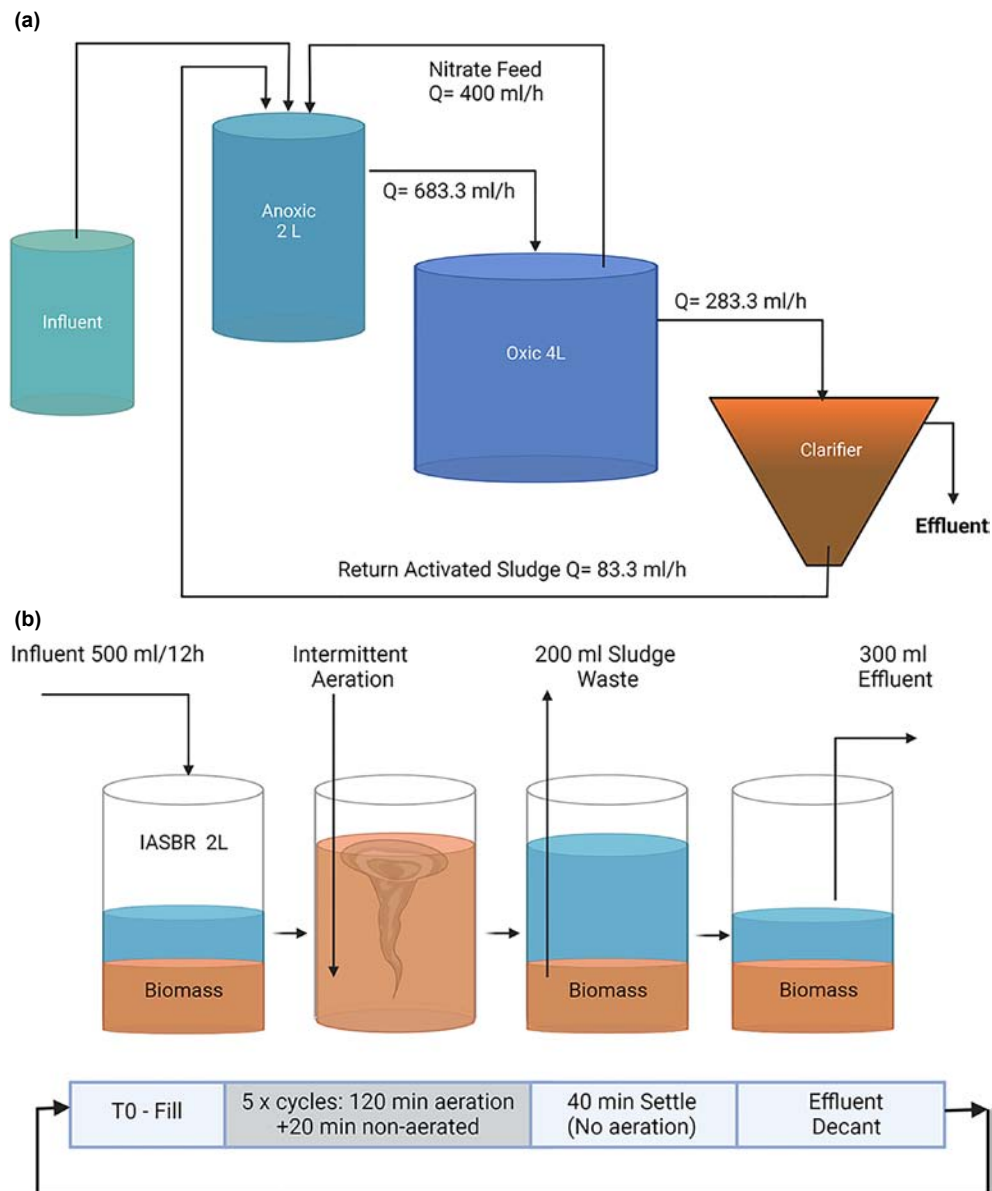 (a)
Nitrate Feed
Q= 400 ml/h
Anoxic
2 L
Q= 683.3 ml/h
Influent
Oxic 4L
Q= 283.3 ml/h
Clarifier
Effluent
Return Activated Sludge Q= 83.3 ml/h
(b)
Influent 500 ml/12h
Intermittent
Aeration
200 ml Sludge
Waste
300 ml
Effluent
IASBR 2L
Biomass
Biomass
Biomass
T0 - Fill
5 x cycles: 120 min aeration
+20 min non-aerated
40 min Settle
(No aeration)
Effluent
Decant